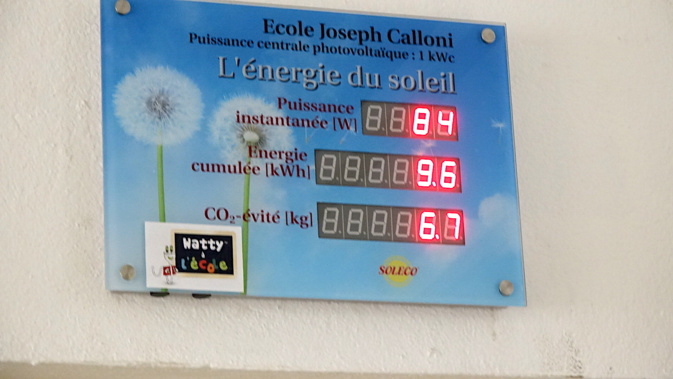 Ecole Joseph Calloni
Puissance centrale photovoltaïque : 1 kWc
L'énergie du soleil
Puissance
instantanée [W] 84
Energie
cumulée [kWh] 9.6
CO₂-évité [kg] 6.7
Watty
à
l'école
SOLECO